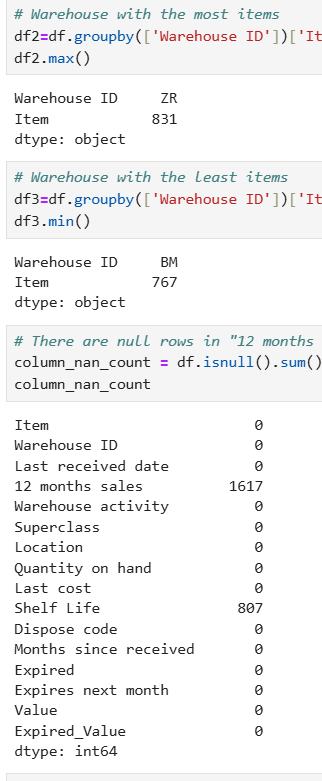 # Warehouse with the most items
df2=df.groupby(['Warehouse ID'])['It
df2.max()
Warehouse ID     ZR
Item            831
dtype: object
# Warehouse with the least items
df3=df.groupby(['Warehouse ID'])['It
df3.min()
Warehouse ID     BM
Item            767
dtype: object
# There are null rows in "12 months
column_nan_count = df.isnull().sum()
column_nan_count
Item                        0
Warehouse ID                0
Last received date          0
12 months sales          1617
Warehouse activity          0
Superclass                  0
Location                    0
Quantity on hand            0
Last cost                   0
Shelf Life                807
Dispose code                0
Months since received       0
Expired                     0
Expires next month          0
Value                       0
Expired_Value               0
dtype: int64